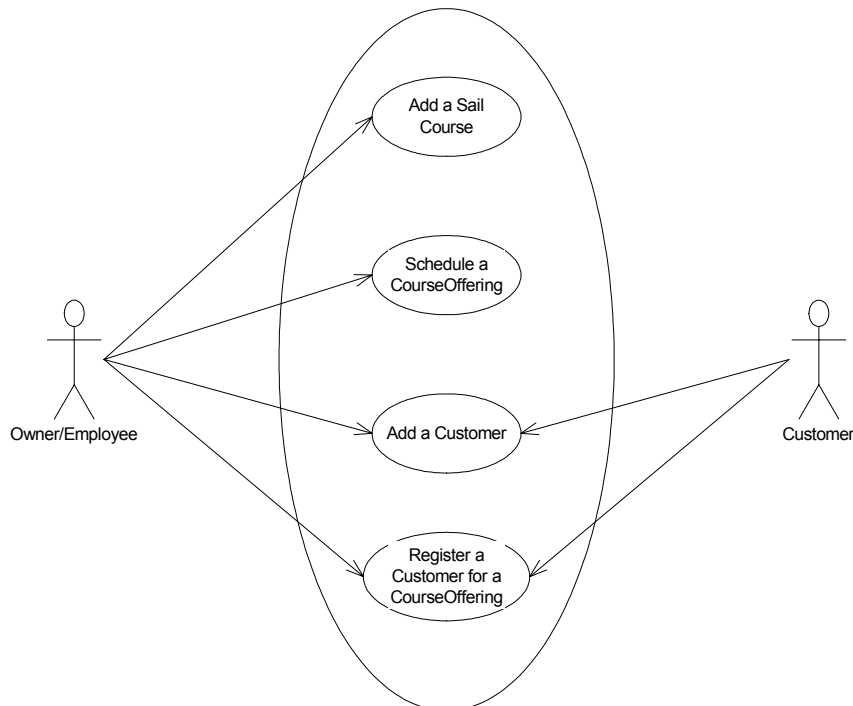 Add a Sail
Course
Schedule a
CourseOffering
Owner/Employee
Add a Customer
Customer
Register a
Customer for a
CourseOffering